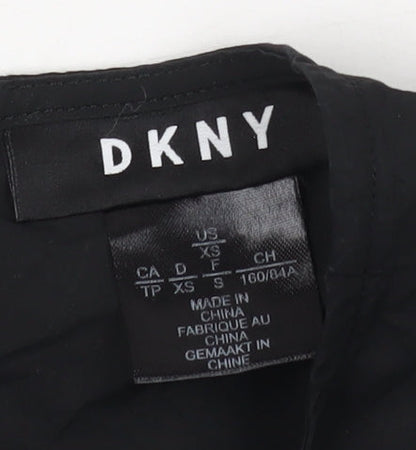 DKNY
US
XS
CA D F CH
TP XS S 160/84A
MADE IN
CHINA
FABRIQUE AU
CHINA
GEMAAKT IN
CHINE